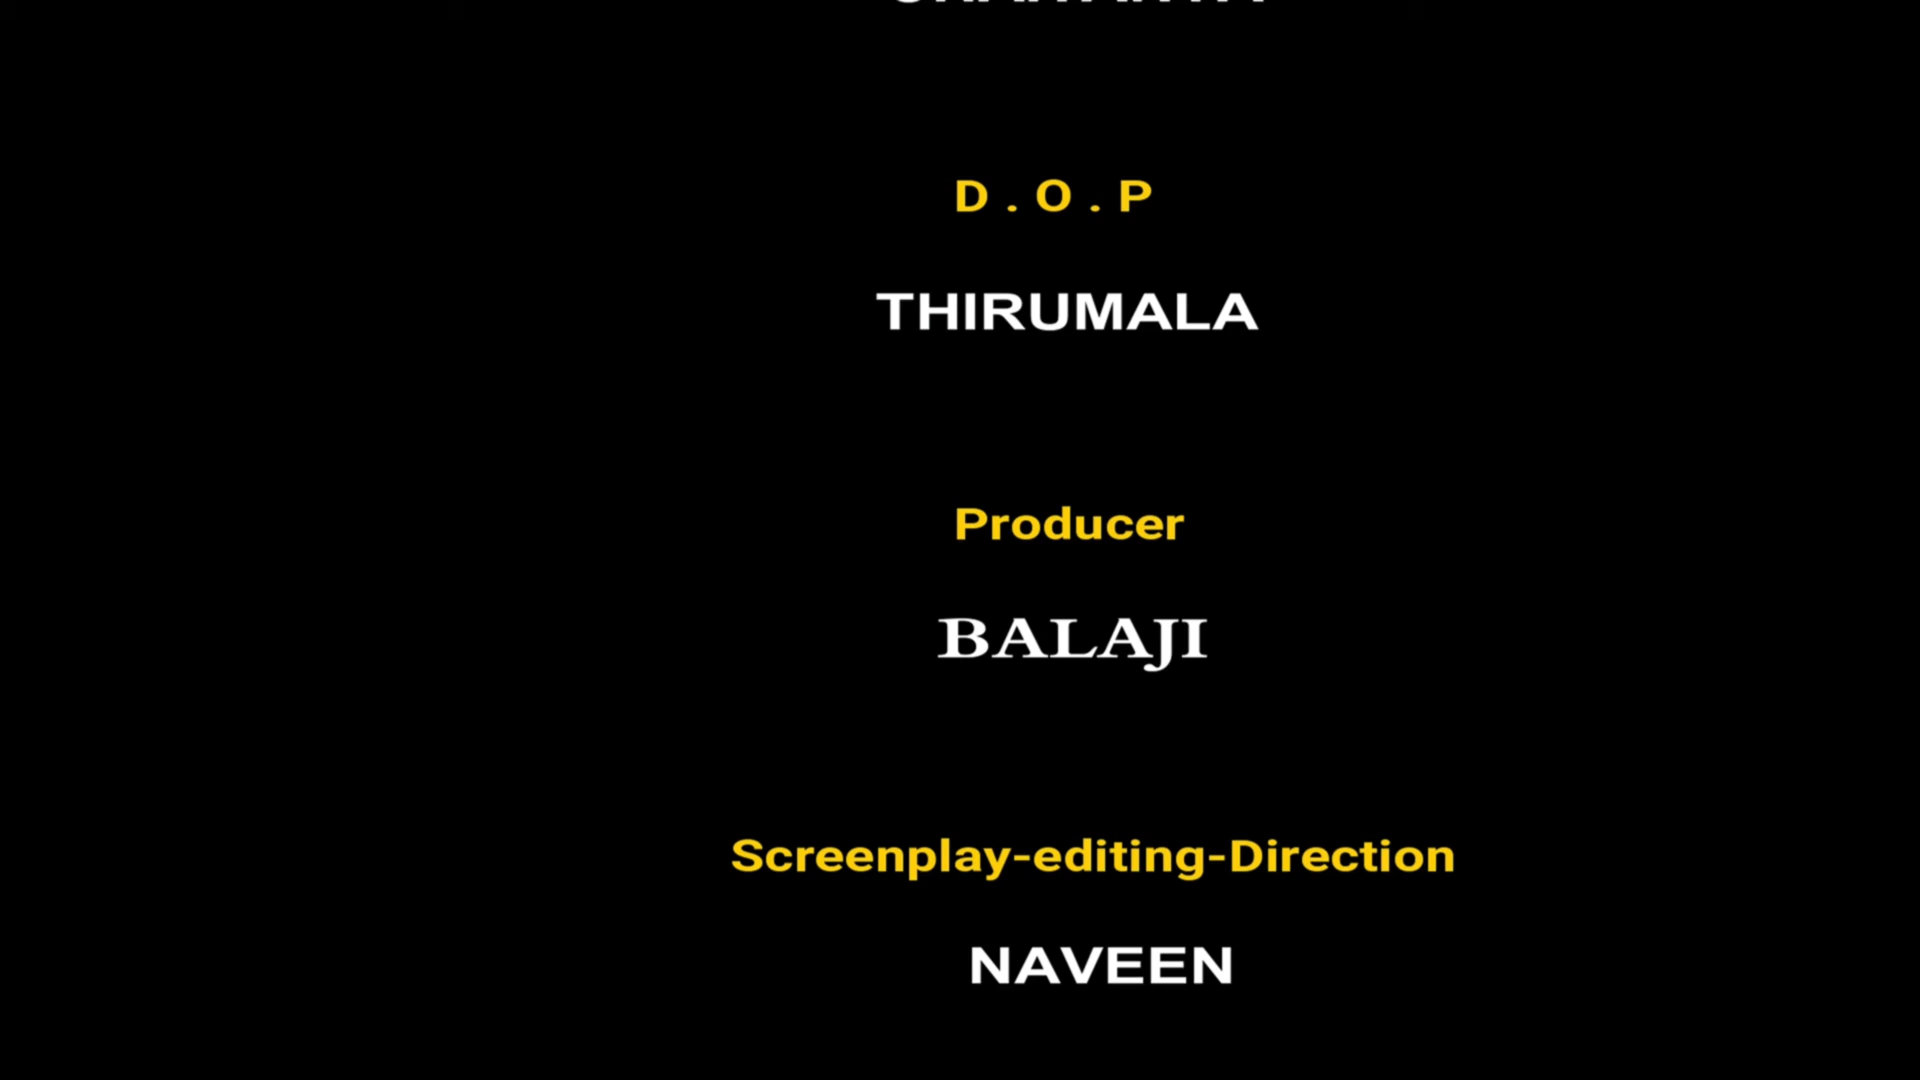 D . O . P
THIRUMALA
Producer
BALAJI
Screenplay-editing-Direction
NAVEEN